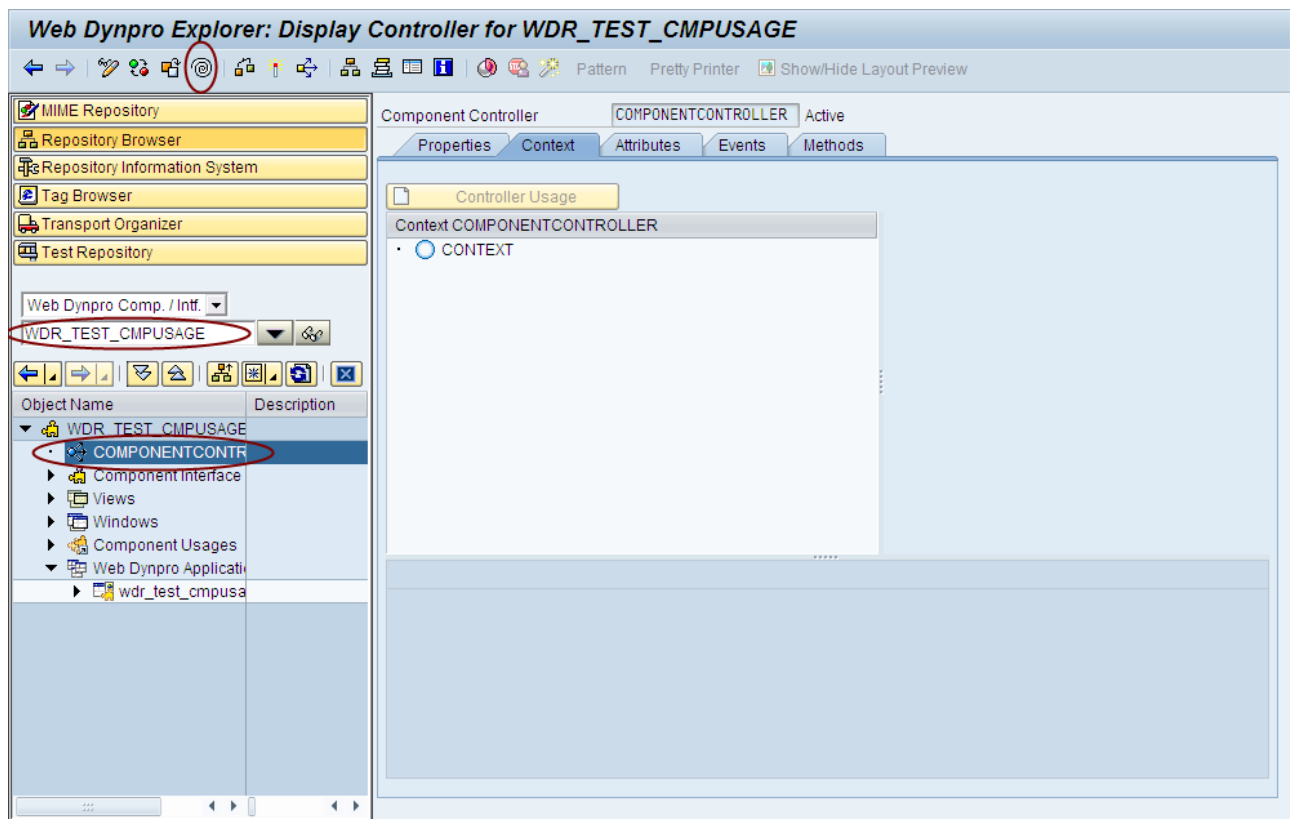 Web Dynpro Explorer: Display Controller for WDR_TEST_CMPUSAGE
Pattern Pretty Printer Show/Hide Layout Preview
MIME Repository
Repository Browser
Repository Information System
Tag Browser
Transport Organizer
Test Repository
Web Dynpro Comp. / Intf.
WDR_TEST_CMPUSAGE
Object Name Description
WDR_TEST_CMPUSAGE
COMPONENTCONTR
Component Interface
Views
Windows
Component Usages
Web Dynpro Applicati
wdr_test_cmpusa
Component Controller COMPONENTCONTROLLER Active
Properties Context Attributes Events Methods
Controller Usage
Context COMPONENTCONTROLLER
CONTEXT